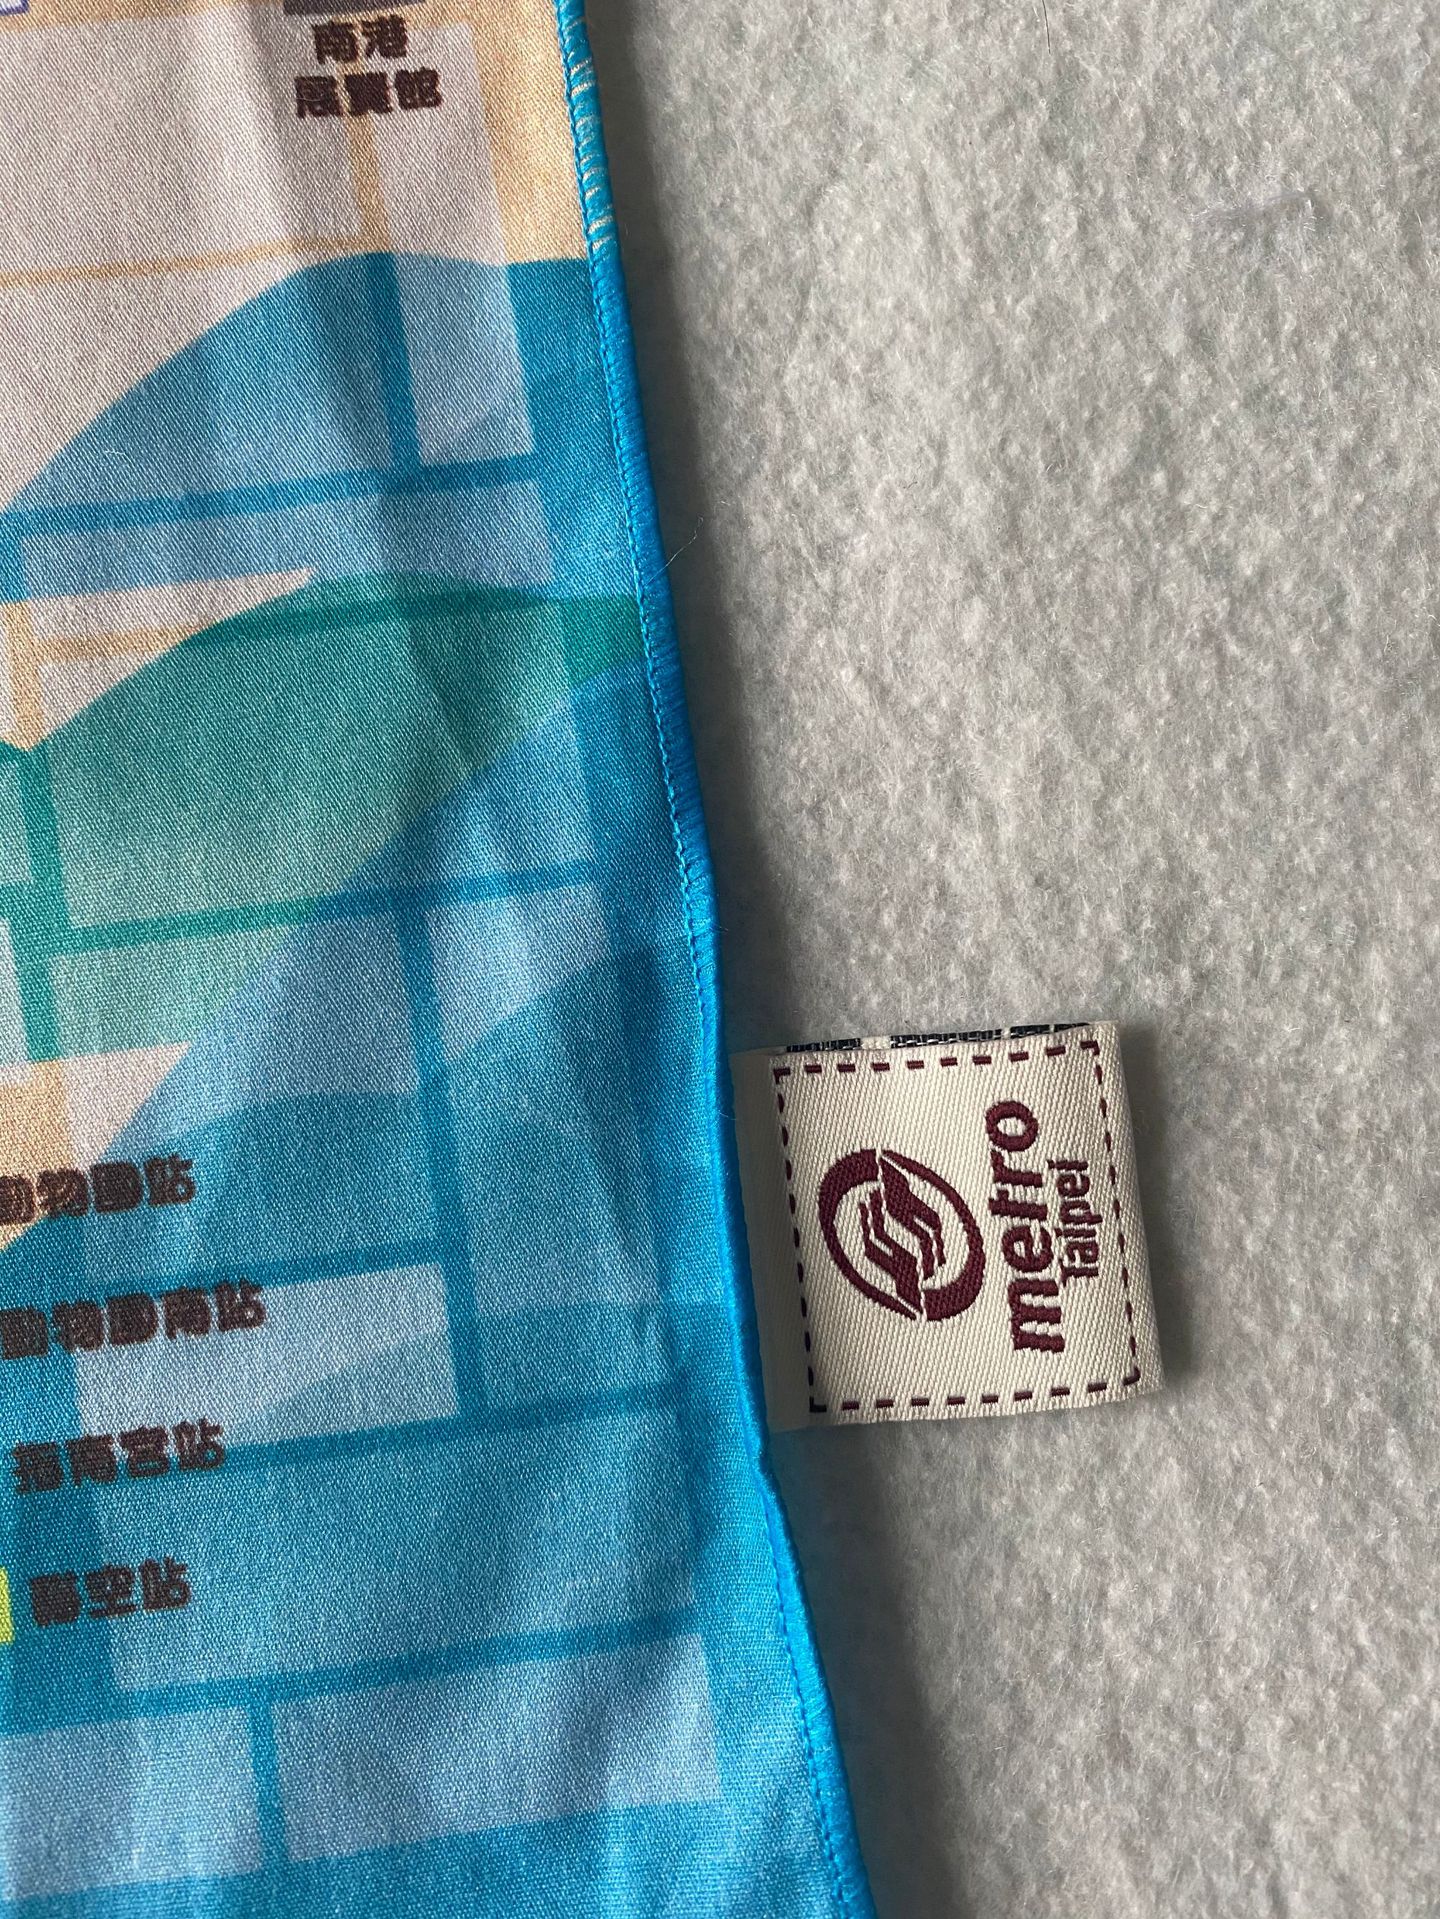 南港
展覽館
動物園站
動物園南站
指南宮站
貓空站
metro
Taipei